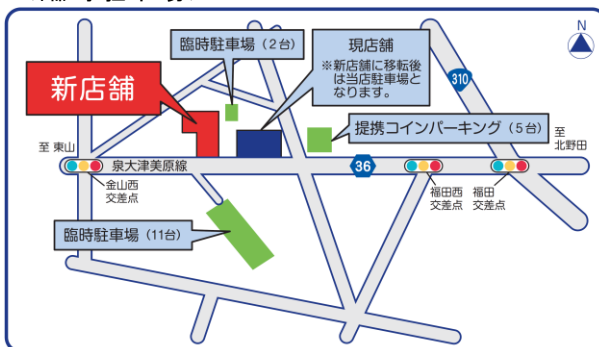 N
臨時駐車場（2台）
現店舗
※新店舗に移転後
は当店駐車場と
なります。
310
新店舗
提携コインパーキング（5台）
至
北野田
至 東山
泉大津美原線
36
金山西
交差点
福田西
交差点
福田
交差点
臨時駐車場（11台）